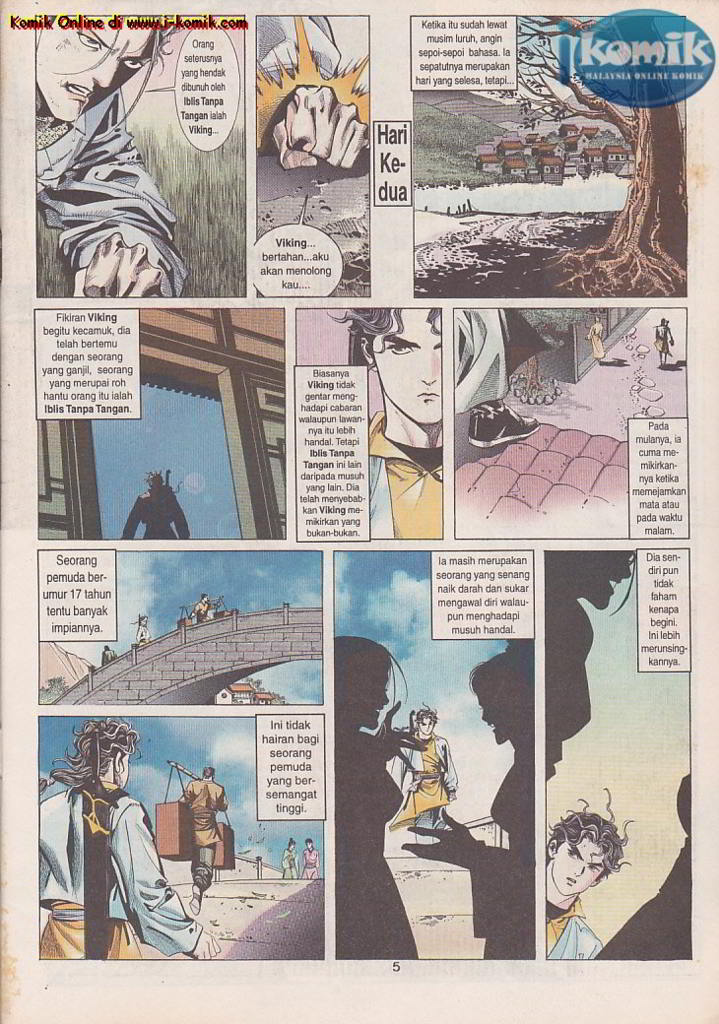 Komik Online di www.i-komik.com
Orang
seterusnya
yang hendak
dibunuh oleh
Iblis Tanpa
Tangan ialah
Viking...
Viking...
bertahan...aku
akan menolong
kau....
Hari
Ke-
dua
Ketika itu sudah lewat
musim luruh, angin
sepoi-sepoi bahasa. Ia
sepatutnya merupakan
hari yang selesa, tetapi...
komik
MALAYSIA ONLINE KOMIK
Fikiran Viking
begitu kecamuk, dia
telah bertemu
dengan seorang
yang ganjil, seorang
yang merupai roh
hantu orang itu ialah
Iblis Tanpa Tangan.
Biasanya
Viking tidak
gentar meng-
hadapi cabaran
walaupun lawan-
nya itu lebih
handal. Tetapi
Iblis Tanpa
Tangan ini lain
daripada musuh
yang lain. Dia
telah menyebab-
kan Viking me-
mikirkan yang
bukan-bukan.
Pada
mulanya, ia
cuma me-
mikirkan-
nya ketika
memejamkan
mata atau
pada waktu
malam.
Seorang
pemuda ber-
umur 17 tahun
tentu banyak
impiannya.
Ini tidak
hairan bagi
seorang
pemuda
yang ber-
semangat
tinggi.
Ia masih merupakan
seorang yang senang
naik darah dan sukar
mengawal diri walau-
pun menghadapi
musuh handal.
Dia sen-
diri pun
tidak
faham
kenapa
begini.
Ini lebih
merunsing-
kannya.
5